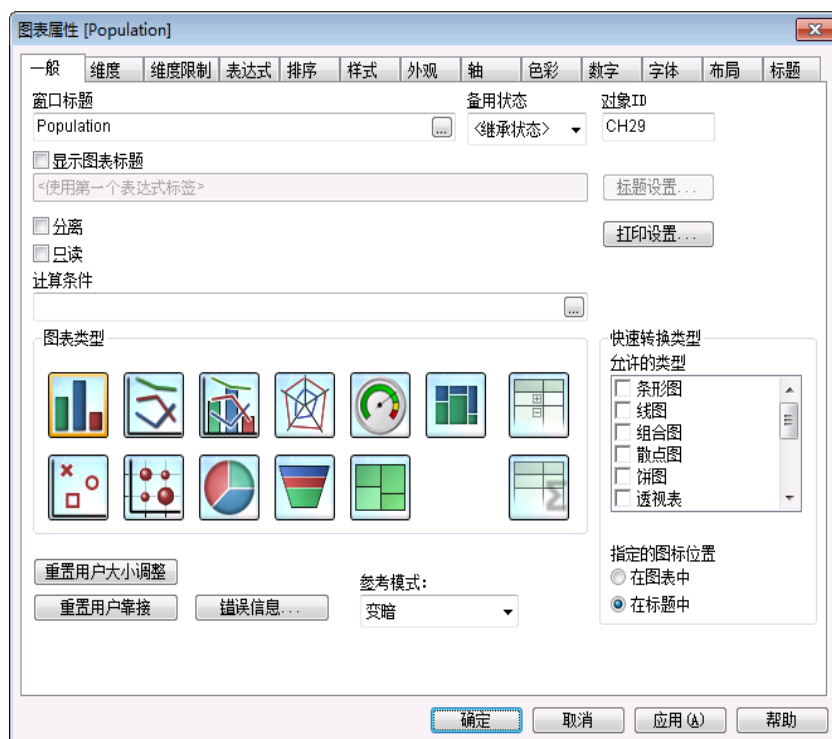 图表属性 [Population]
一般 维度 维度限制 表达式 排序 样式 外观 轴 色彩 数字 字体 布局 标题
窗口标题 备用状态 对象ID
Population ... <继承状态> CH29
显示图表标题
<使用第一个表达式标签> 标题设置...
分离
打印设置...
只读
计算条件
...
图表类型
快速转换类型
允许的类型
条形图
线图
组合图
散点图
饼图
透视表
指定的图标位置
在图表中
在标题中
重置用户大小调整
参考模式:
重置用户靠接 错误信息... 变暗
确定 取消 应用(A) 帮助